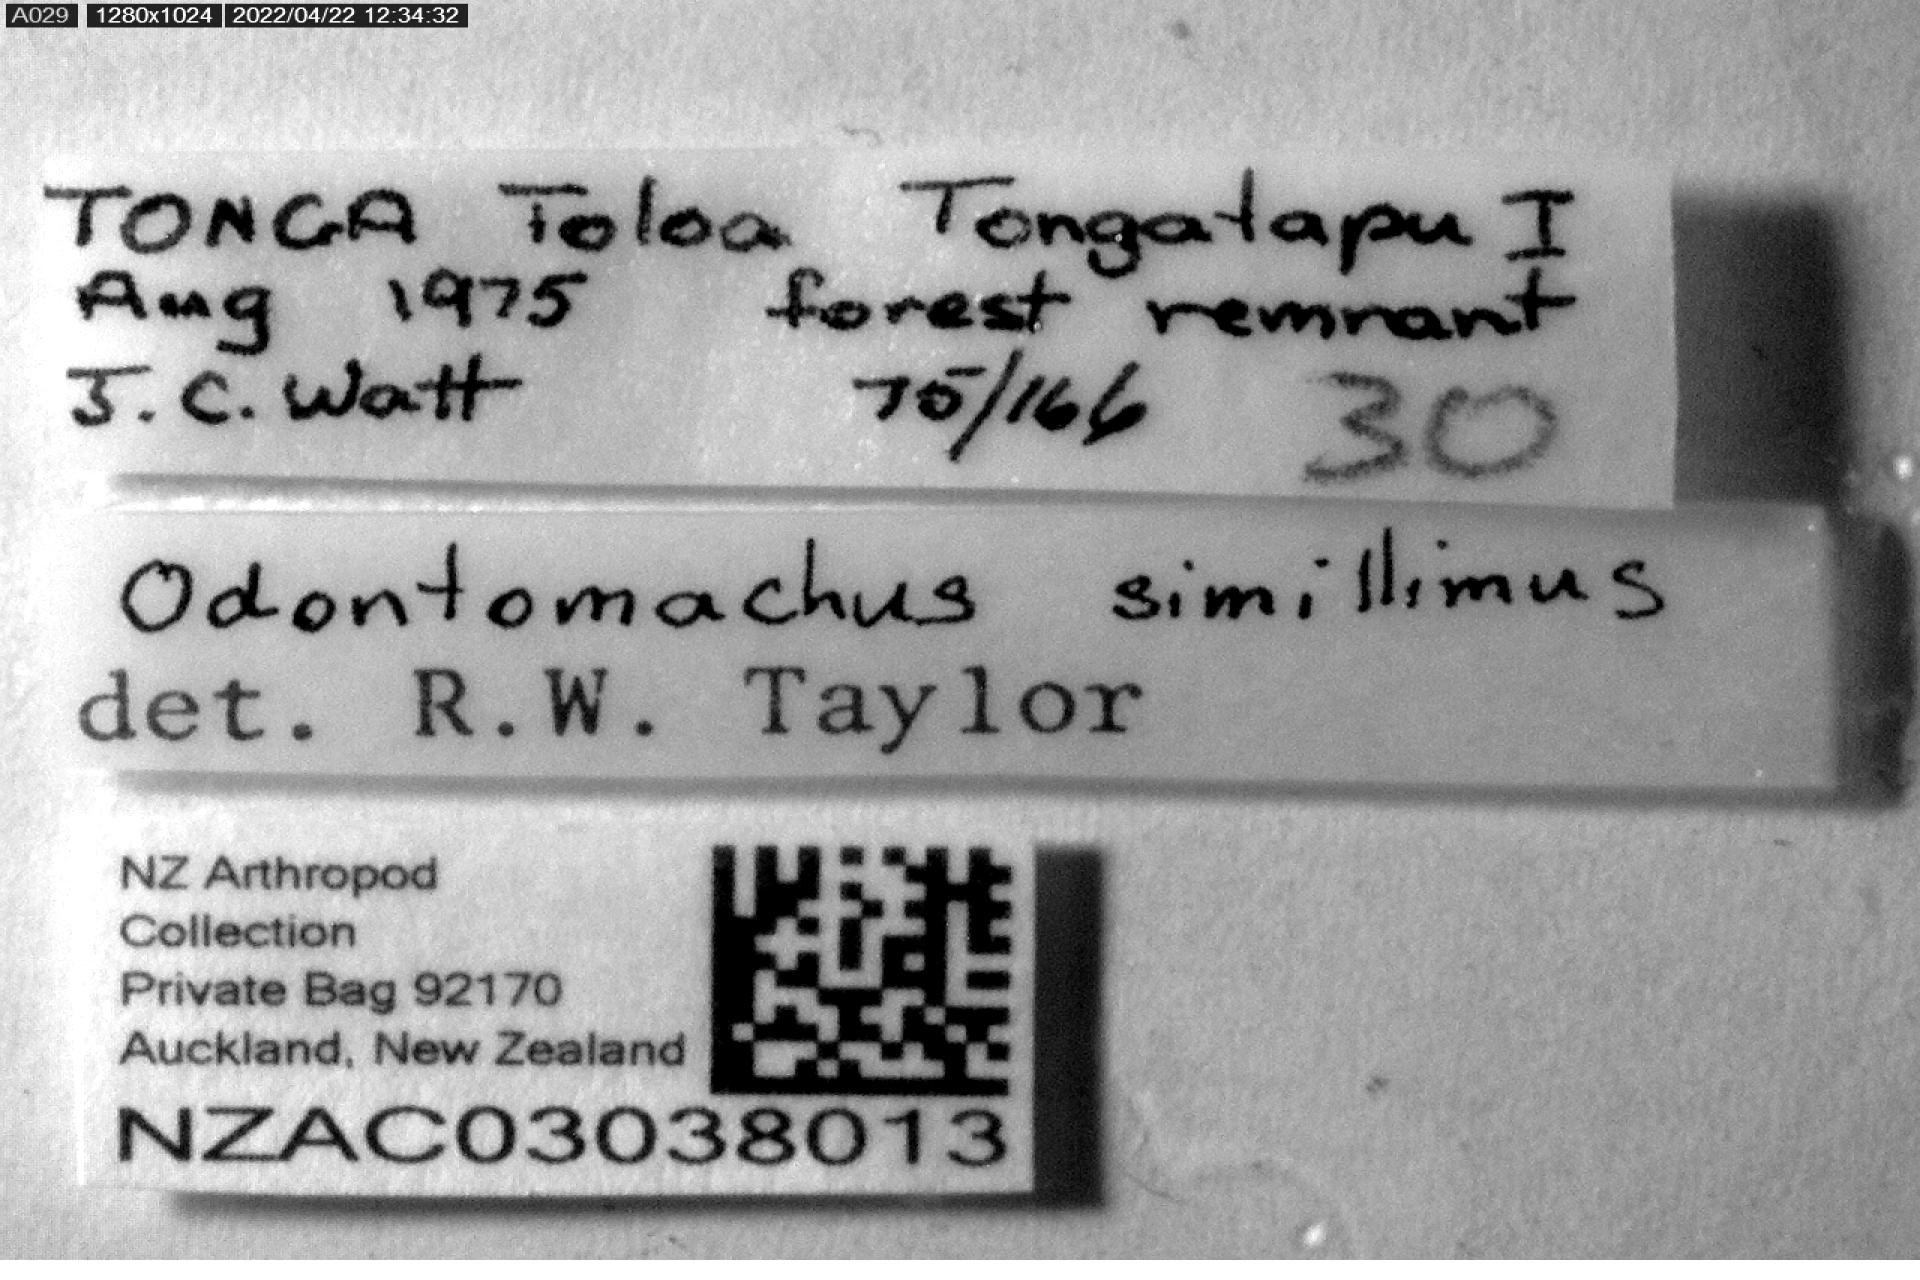 A029 1280x1024 2022/04/22 12:34:32
TONGA Toloa Tongatapu I
Aug 1975 forest remnant
J.C. Watt 75/166 30
Odontomachus simillimus
det. R.W. Taylor
NZ Arthropod
Collection
Private Bag 92170
Auckland, New Zealand
NZAC03038013